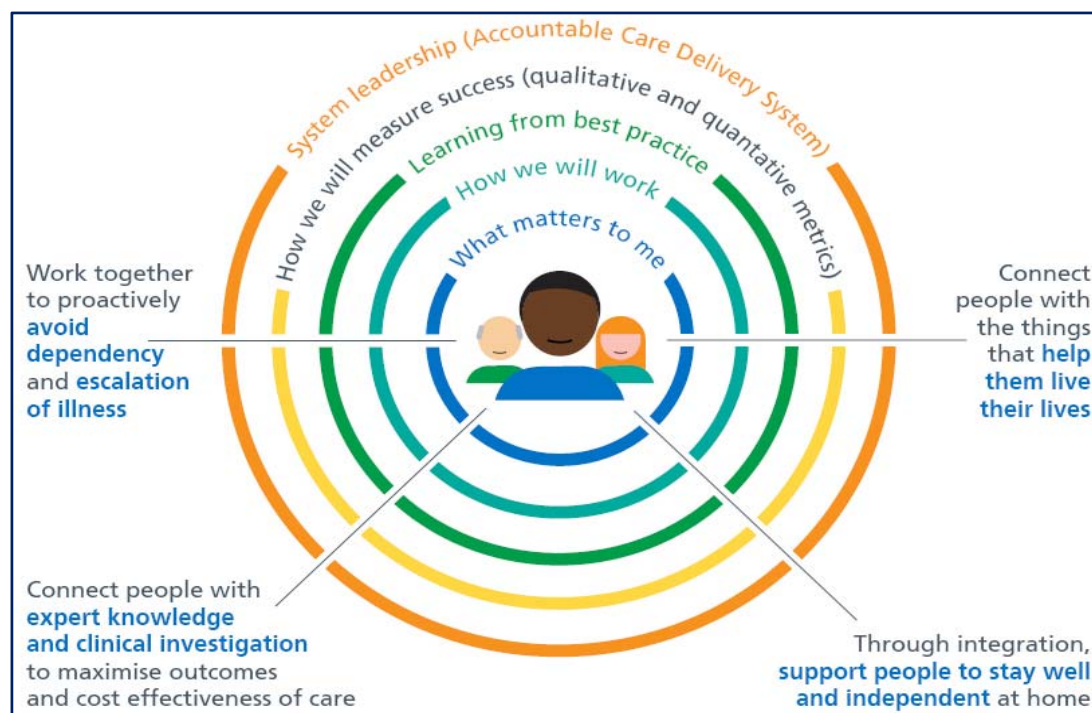 System leadership (Accountable Care Delivery System)
How we will measure success (qualitative and quantative metrics)
Learning from best practice
How we will work
What matters to me
Work together
to proactively
avoid
dependency
and escalation
of illness
Connect
people with
the things
that help
them live
their lives
Connect people with
expert knowledge
and clinical investigation
to maximise outcomes
and cost effectiveness of care
Through integration,
support people to stay well
and independent at home